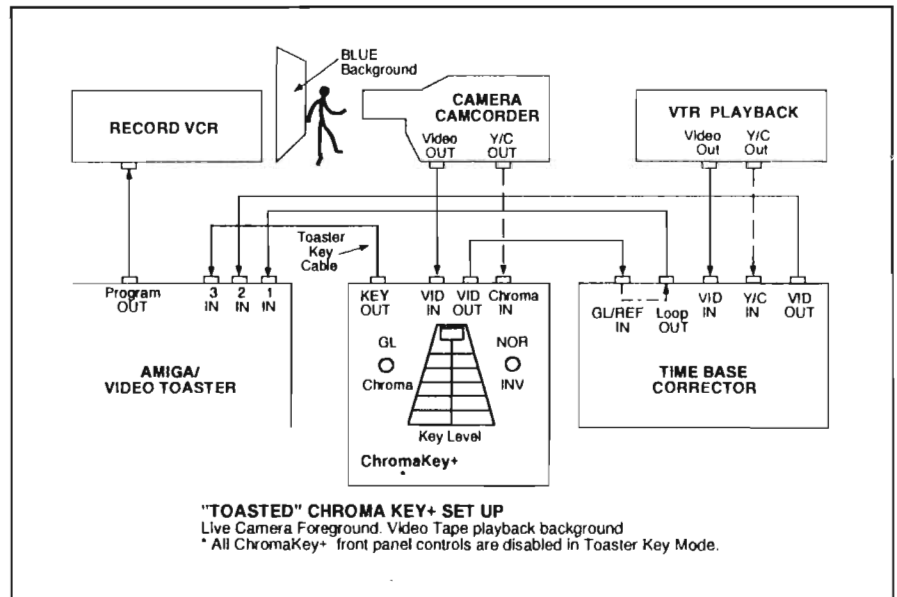 BLUE
Background
RECORD VCR
CAMERA
CAMCORDER
Video
OUT
Y/C
OUT
VTR PLAYBACK
Video
Out
Y/C
Out
Toaster
Key
Cable
Program
OUT
3
IN
2
IN
1
IN
AMIGA/
VIDEO TOASTER
KEY
OUT
VID
IN
VID
OUT
Chroma
IN
GL
Chroma
NOR
INV
Key Level
ChromaKey+
*
GL/REF
IN
Loop
OUT
VID
IN
Y/C
IN
VID
OUT
TIME BASE
CORRECTOR
"TOASTED" CHROMA KEY+ SET UP
Live Camera Foreground. Video Tape playback background
* All ChromaKey+ front panel controls are disabled in Toaster Key Mode.